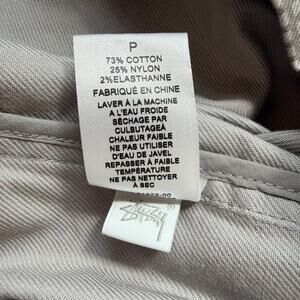 P
73% COTTON
25% NYLON
2% ELASTHANNE
FABRIQUÉ EN CHINE
LAVER À LA MACHINE
A L'EAU FROIDE
SÉCHAGE PAR
CULBUTAGEÀ
CHALEUR FAIBLE
NE PAS UTILISER
D'EAU DE JAVEL
REPASSER À FAIBLE
TEMPÉRATURE
NE PAS NETTOYER
À SEC
Stüssy